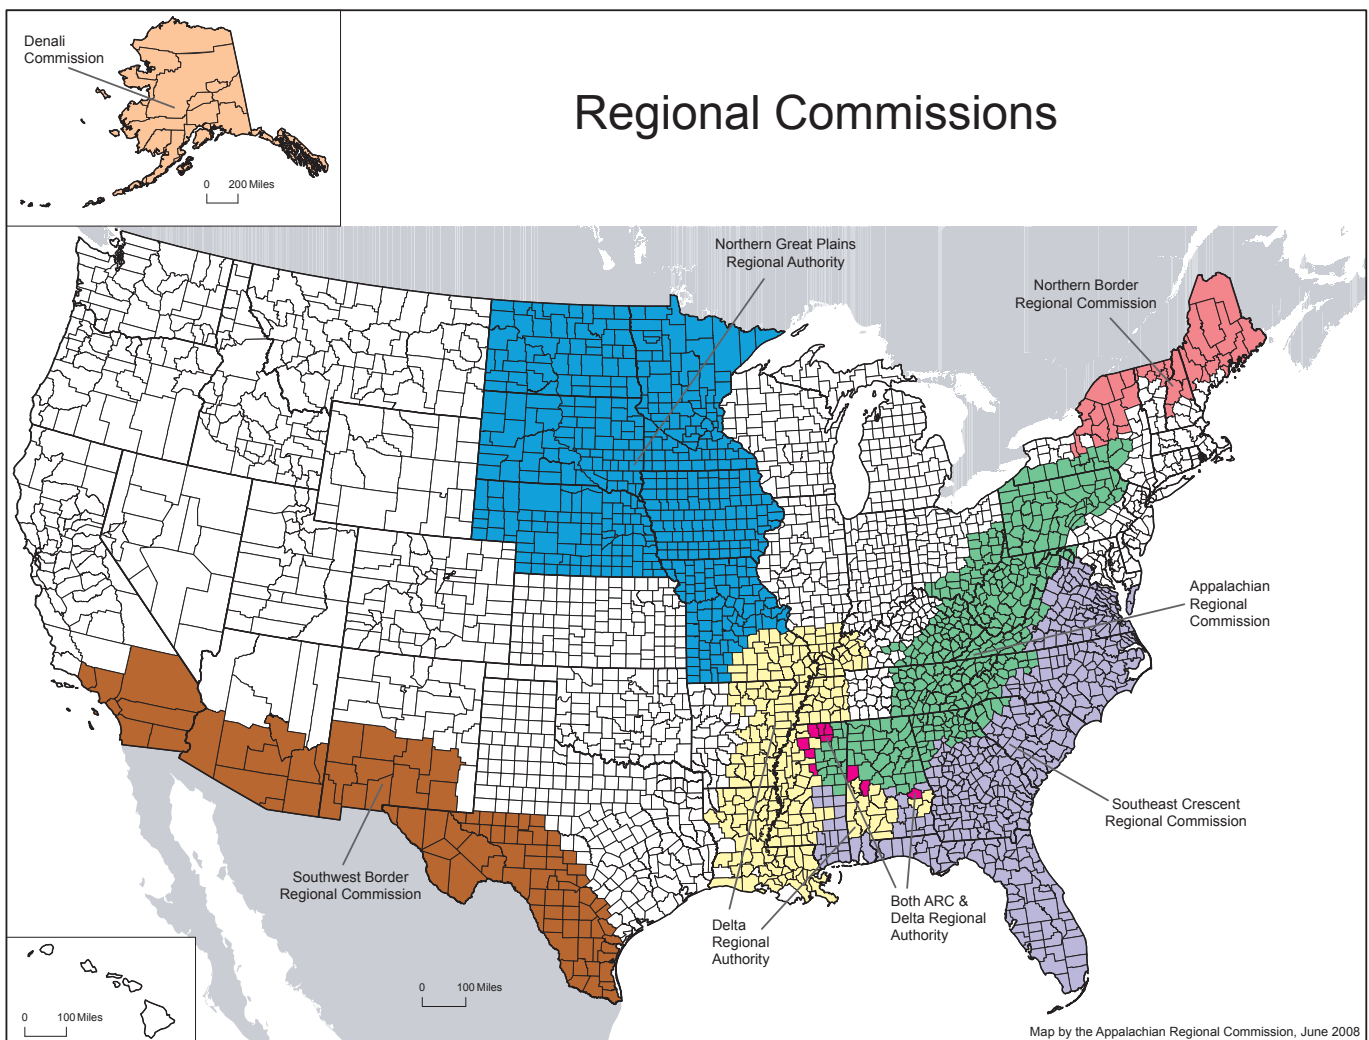 Denali
Commission
0 200 Miles
Regional Commissions
Northern Great Plains
Regional Authority
Northern Border
Regional Commission
Appalachian
Regional
Commission
Southeast Crescent
Regional Commission
Southwest Border
Regional Commission
Both ARC &
Delta Regional
Authority
Delta
Regional
Authority
0 100 Miles
0 100 Miles
Map by the Appalachian Regional Commission, June 2008